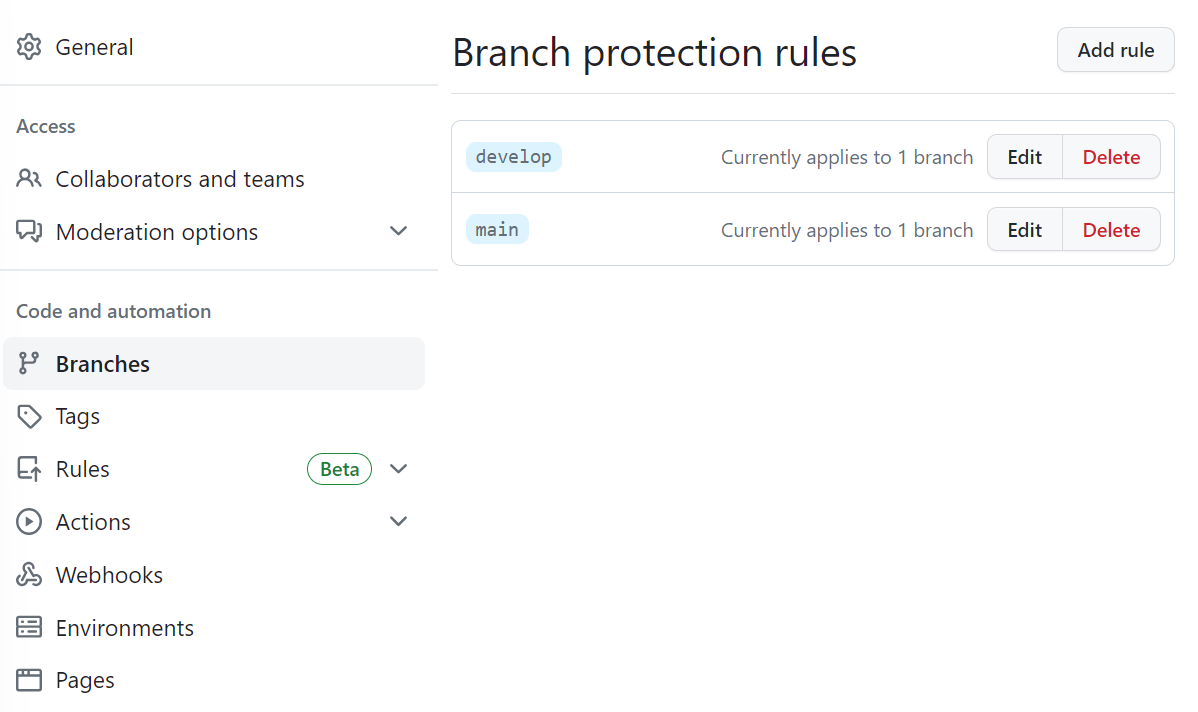 General
Access
Collaborators and teams
Moderation options
Code and automation
Branches
Tags
Rules Beta
Actions
Webhooks
Environments
Pages
Branch protection rules Add rule
develop Currently applies to 1 branch Edit Delete
main Currently applies to 1 branch Edit Delete